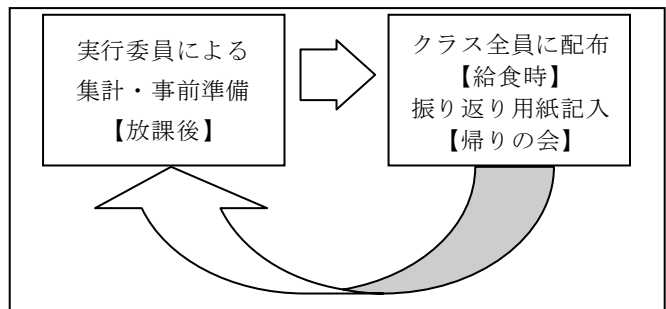 実行委員による
集計・事前準備
【放課後】
クラス全員に配布
【給食時】
振り返り用紙記入
【帰りの会】